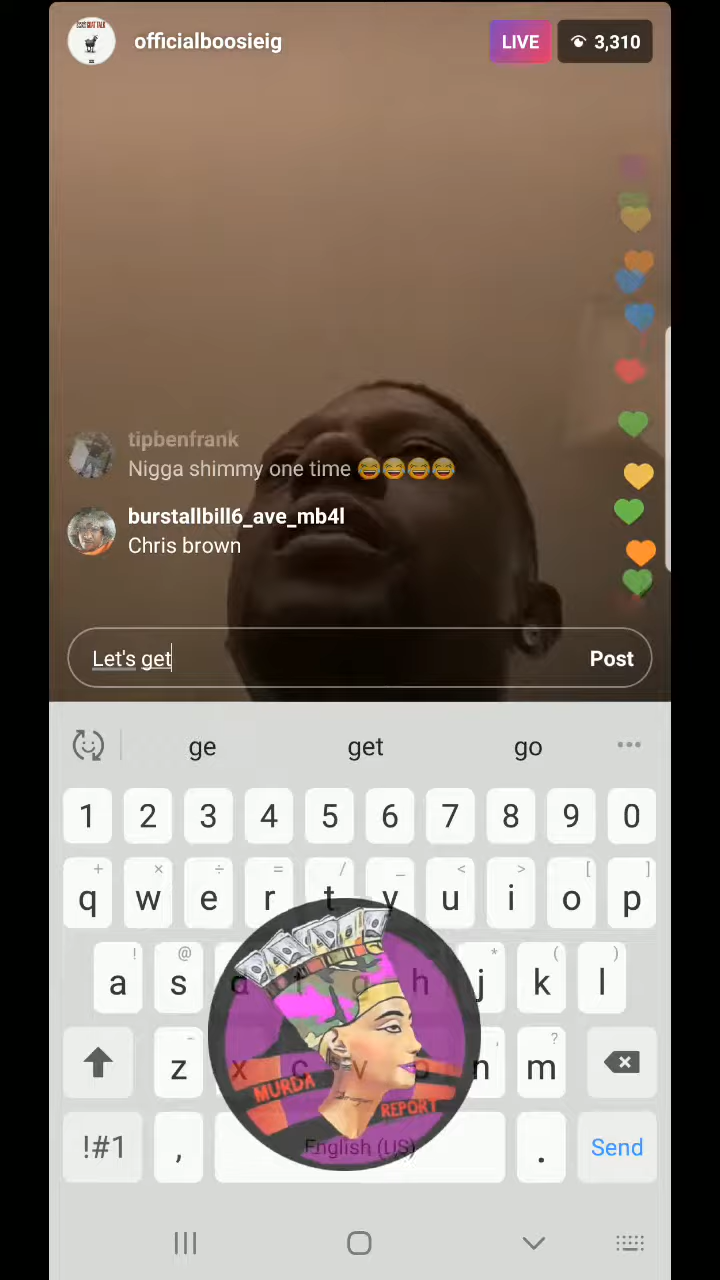 officialboosieig
LIVE
3,310
tipbenfrank
Nigga shimmy one time 😂😂😂😂
burstallbill6_ave_mb4l
Chris brown
Let's get
Post
ge get go
1 2 3 4 5 6 7 8 9 0
q w e r t y u i o p
a s d f g h j k l
z x c v b n m
MURDA
REPORT
!#1 , English (US) . Send